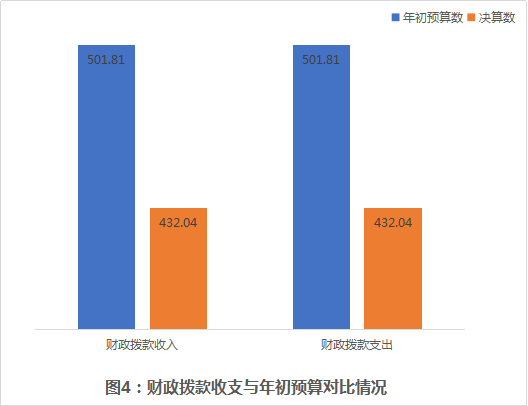 年初预算数 决算数
501.81 501.81
432.04 432.04
财政拨款收入 财政拨款支出
图4：财政拨款收支与年初预算对比情况